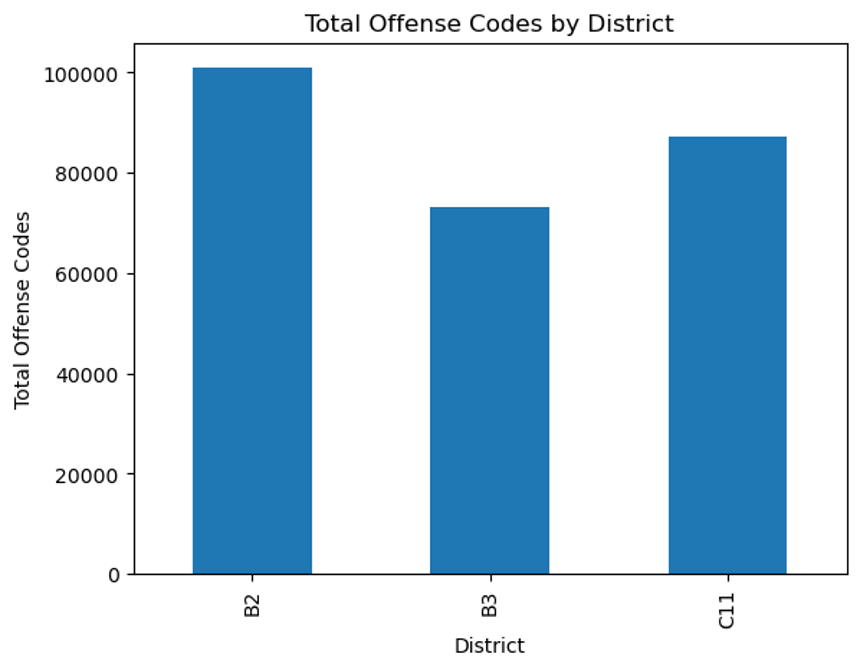 Total Offense Codes by District
Total Offense Codes
100000
80000
60000
40000
20000
0
B2
B3
C11
District